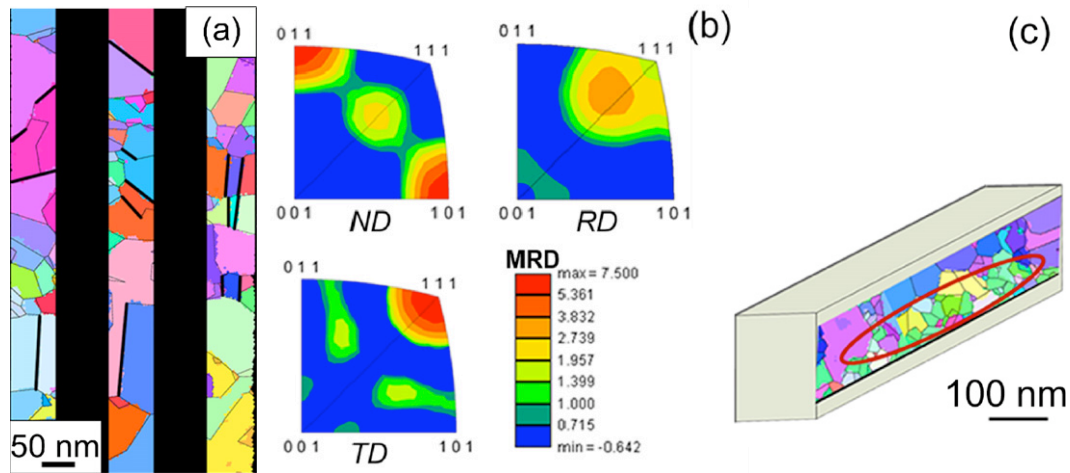 (a)
50 nm
(b)
0 1 1
1 1 1
0 0 1
1 0 1
ND
0 1 1
1 1 1
0 0 1
1 0 1
RD
0 1 1
1 1 1
0 0 1
1 0 1
TD
MRD
max = 7.500
5.361
3.832
2.739
1.957
1.399
1.000
0.715
min = -0.642
(c)
100 nm